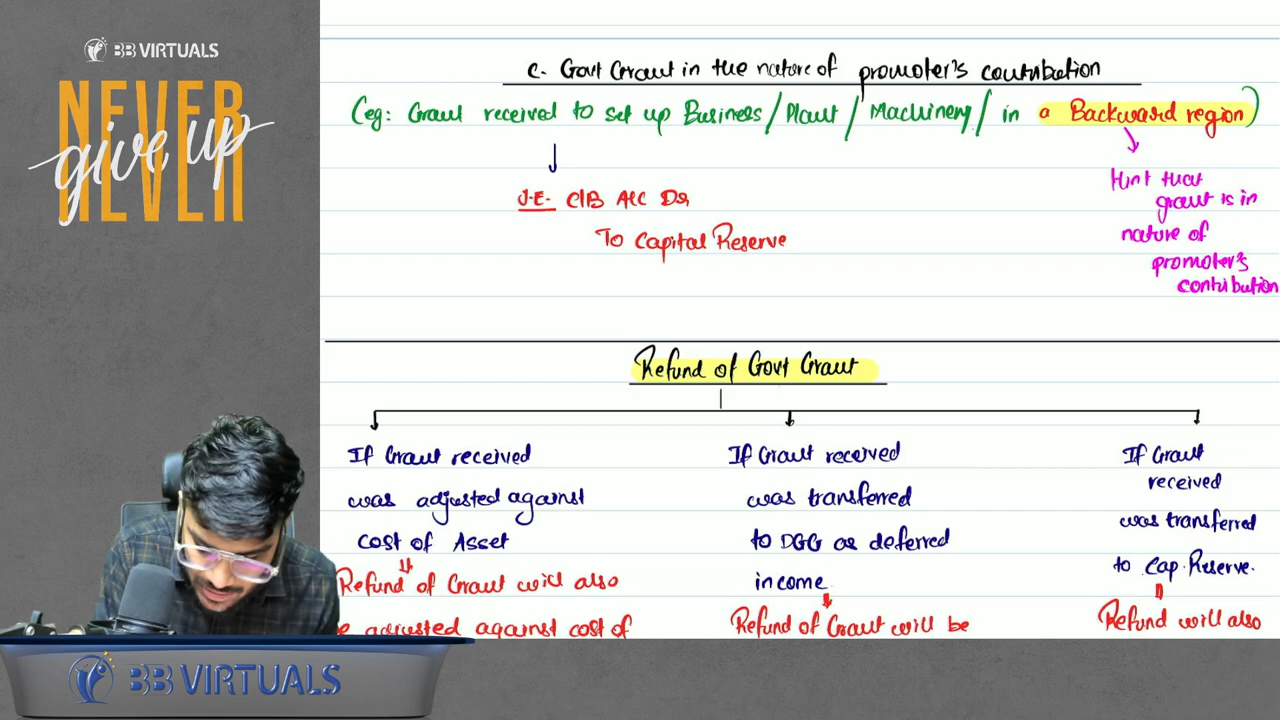 BB VIRTUALS
NEVER
give up
NEVER
c. Govt Grant in the nature of promoter's contribution
(eg: Grant received to set up Business/Plant/Machinery/ in a Backward region)
Hint that
grant is in
nature of
promoter's
contribution
J.E. C/B A/C Dr
To Capital Reserve
Refund of Govt Grant
If Grant received
was adjusted against
cost of Asset
Refund of Grant will also
adjusted against cost of
If Grant received
was transferred
to DGG as deferred
income
Refund of Grant will be
If Grant
received
was transferred
to Cap. Reserve.
Refund will also
BB VIRTUALS